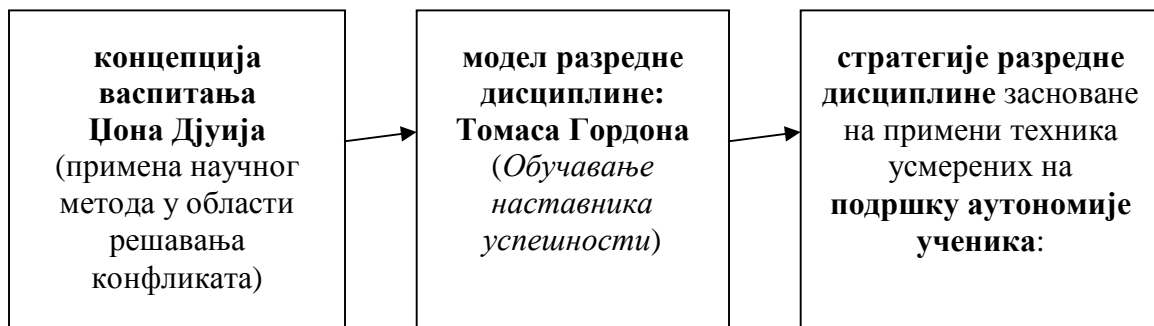 концепција
васпитања
Џона Дјуија
(примена научног
метода у области
решавања
конфликата)
модел разредне
дисциплине:
Томаса Гордона
(Обучавање
наставника
успешности)
стратегије разредне
дисциплине засноване
на примени техника
усмерених на
подршку аутономије
ученика: